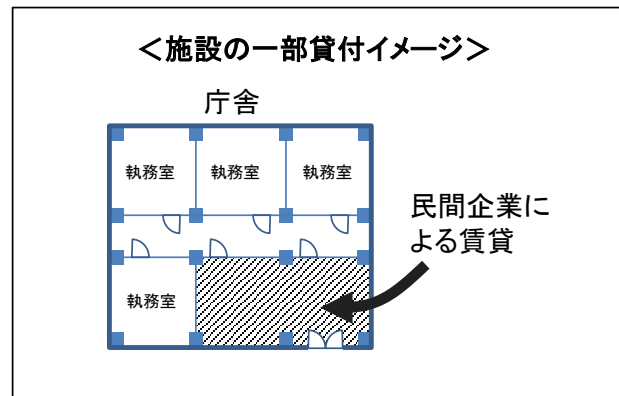 ＜施設の一部貸付イメージ＞
庁舎
執務室
執務室
執務室
民間企業に
よる賃貸
執務室